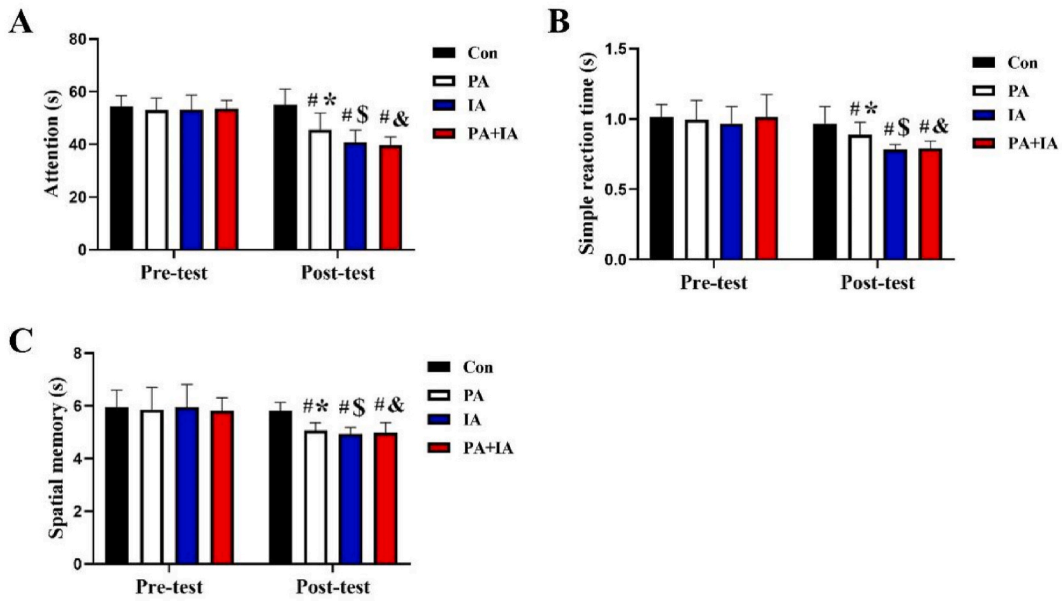 A
Attention (s)
80
60
40
20
0
Pre-test
Post-test
#*
#$
#&
Con
PA
IA
PA+IA
B
Simple reaction time (s)
1.5
1.0
0.5
0.0
Pre-test
Post-test
#*
#$
#&
Con
PA
IA
PA+IA
C
Spatial memory (s)
8
6
4
2
0
Pre-test
Post-test
#*
#$
#&
Con
PA
IA
PA+IA